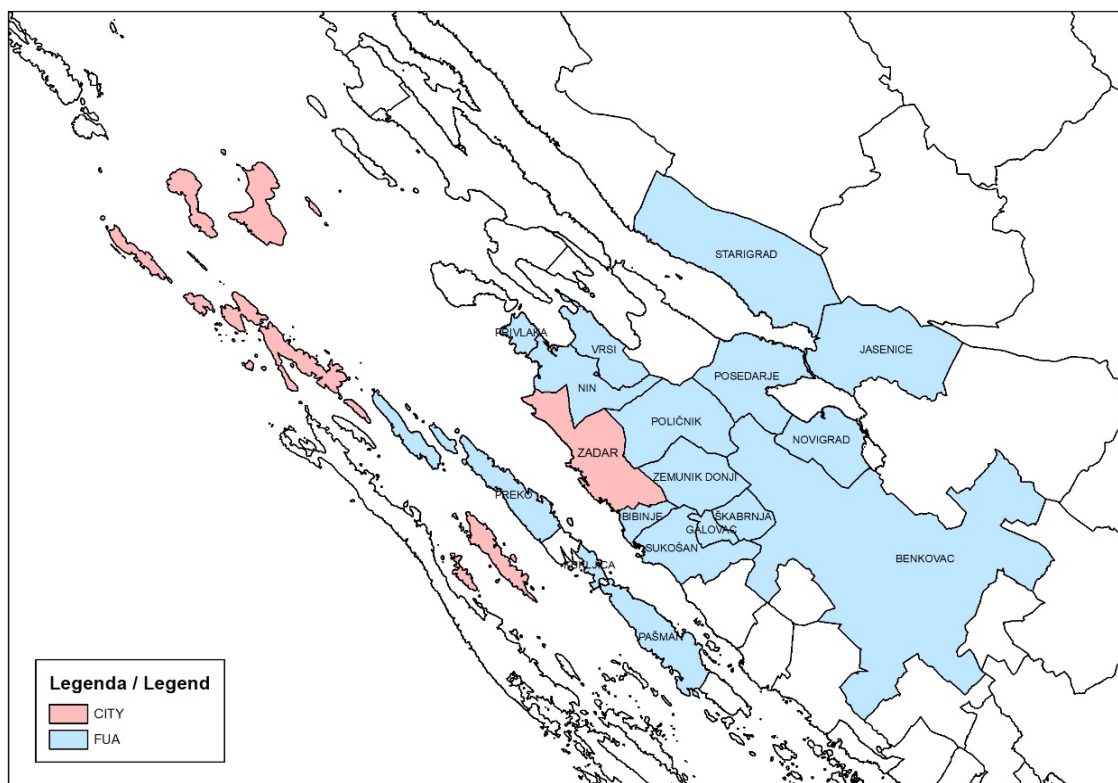 STARIGRAD
PRIVLAKA
VRSI
JASENICE
POSEDARJE
NIN
POLIČNIK
NOVIGRAD
ZADAR
ZEMUNIK DONJI
PREKO
BIBINJE
ŠKABRNJA
GALOVAC
SUKOŠAN
BENKOVAC
KUKLJICA
PAŠMAN
Legenda / Legend
CITY
FUA